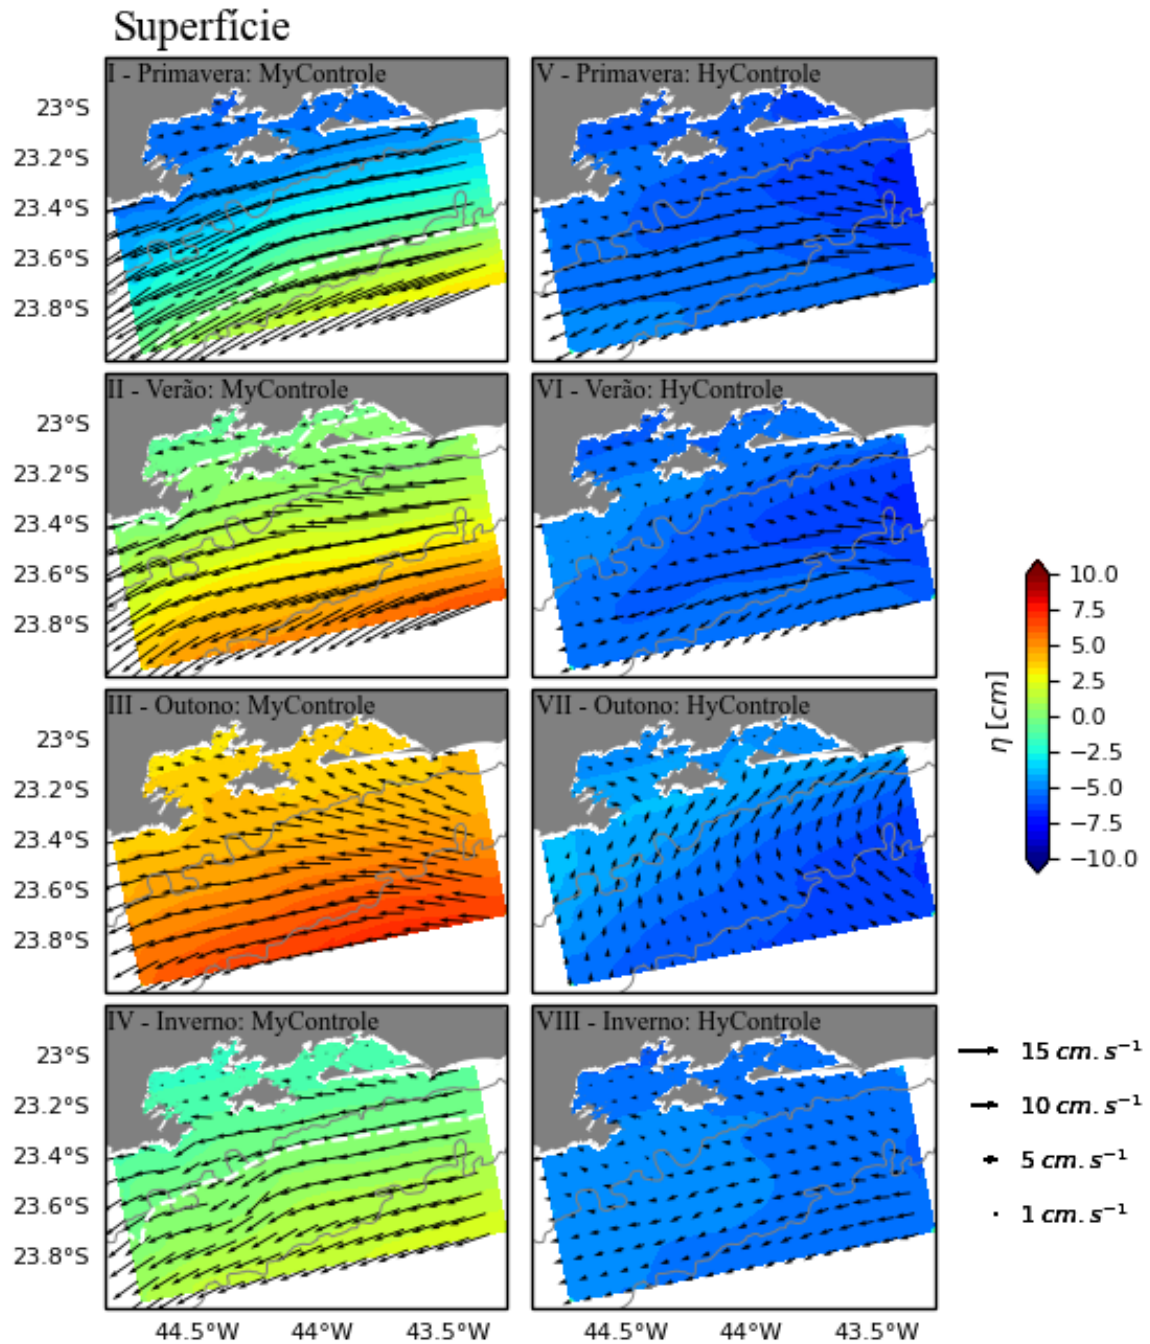 Superfície
I - Primavera: MyControle
V - Primavera: HyControle
23°S
23.2°S
23.4°S
23.6°S
23.8°S
II - Verão: MyControle
VI - Verão: HyControle
23°S
23.2°S
23.4°S
23.6°S
23.8°S
III - Outono: MyControle
VII - Outono: HyControle
23°S
23.2°S
23.4°S
23.6°S
23.8°S
IV - Inverno: MyControle
VIII - Inverno: HyControle
23°S
23.2°S
23.4°S
23.6°S
23.8°S
44.5°W 44°W 43.5°W
44.5°W 44°W 43.5°W
η [cm]
10.0
7.5
5.0
2.5
0.0
−2.5
−5.0
−7.5
−10.0
15 cm.s⁻¹
10 cm.s⁻¹
5 cm.s⁻¹
1 cm.s⁻¹